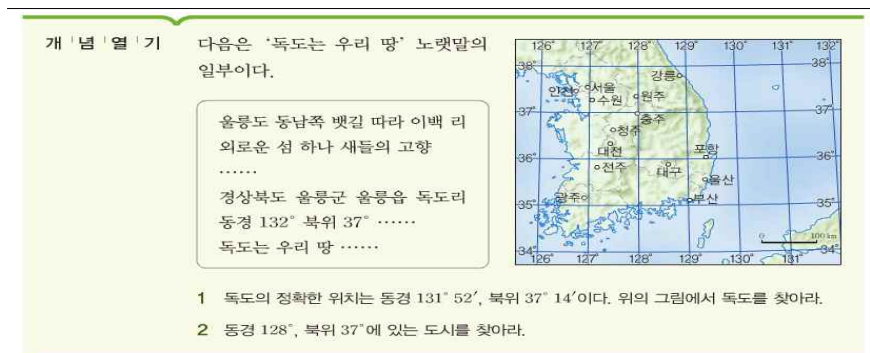 개 념 열 기
다음은 ‘독도는 우리 땅’ 노랫말의
일부이다.
울릉도 동남쪽 뱃길 따라 이백 리
외로운 섬 하나 새들의 고향
……
경상북도 울릉군 울릉읍 독도리
동경 132° 북위 37° ……
독도는 우리 땅 ……
126° 127° 128° 129° 130° 131° 132°
38° 38°
강릉
인천 서울
수원 원주
37° 37°
충주
청주
대전 포항
36° 36°
전주 대구
울산
광주 부산
35° 35°
0 100 km
34° 34°
126° 127° 128° 129° 130° 131°
1 독도의 정확한 위치는 동경 131° 52′, 북위 37° 14′이다. 위의 그림에서 독도를 찾아라.
2 동경 128°, 북위 37°에 있는 도시를 찾아라.